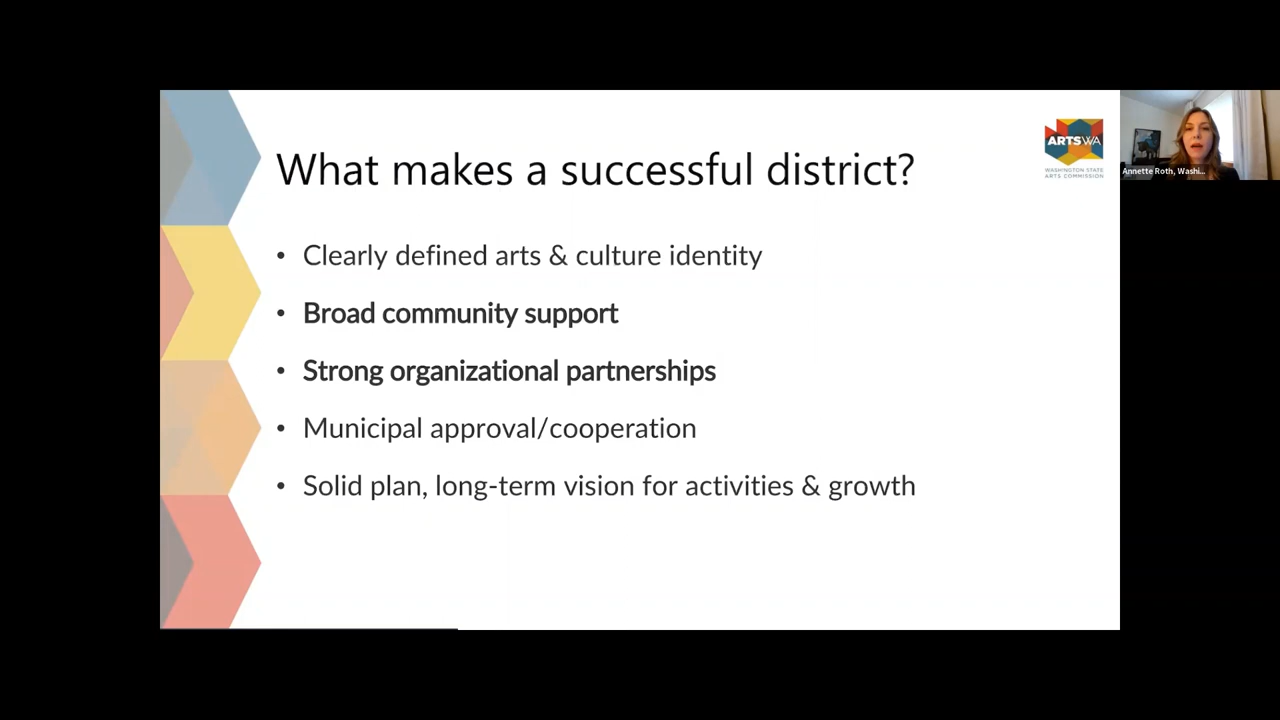 What makes a successful district?
ARTSWA
WASHINGTON STATE
ARTS COMMISSION
Annette Roth, Washi...
• Clearly defined arts & culture identity
• Broad community support
• Strong organizational partnerships
• Municipal approval/cooperation
• Solid plan, long-term vision for activities & growth